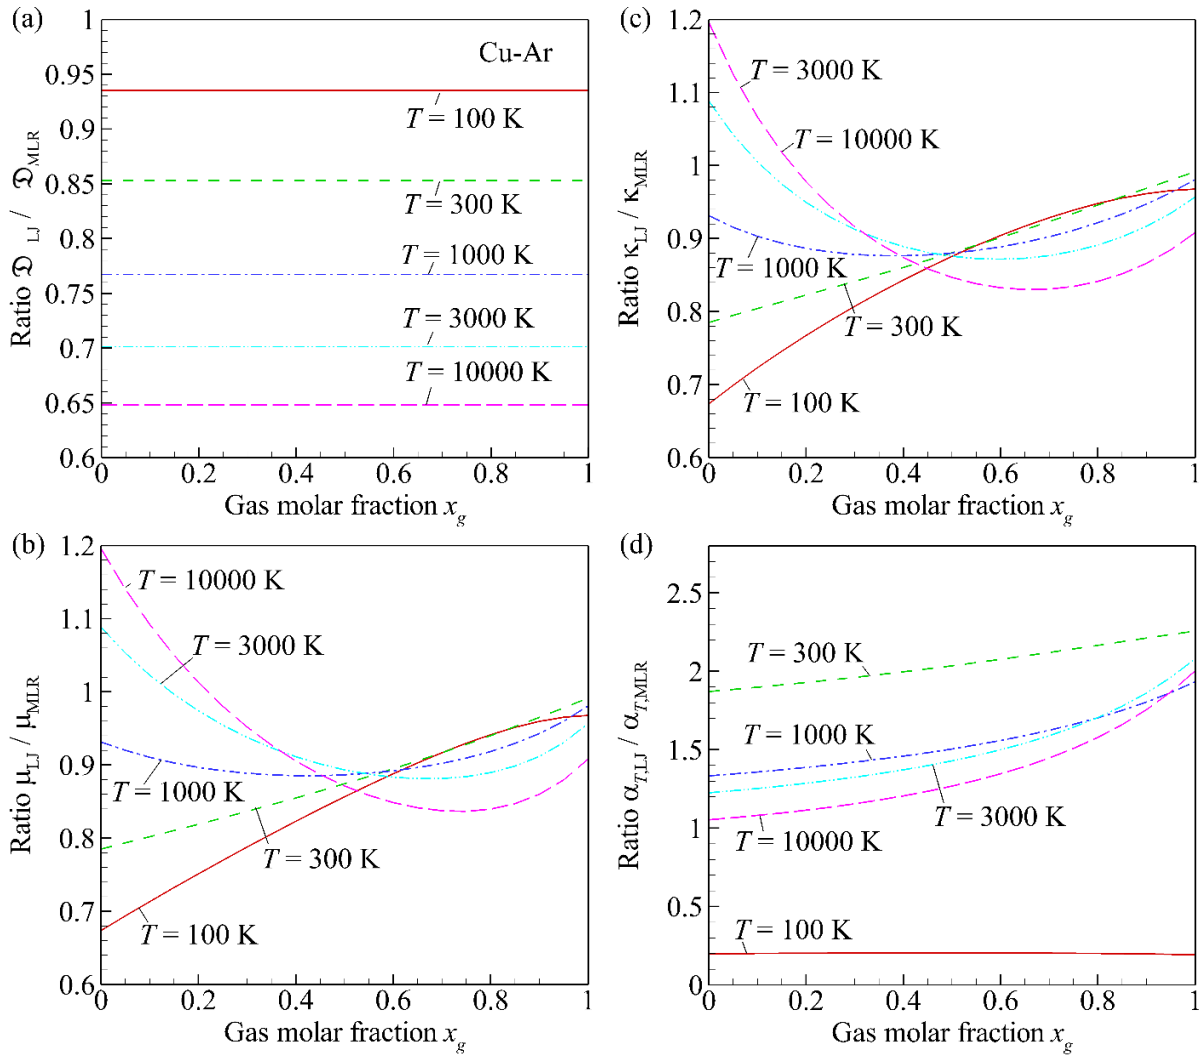 (a)
1
0.95
0.9
0.85
0.8
0.75
0.7
0.65
0.6
0
0.2
0.4
0.6
0.8
1
Ratio 𝔇LJ / 𝔇MLR
Gas molar fraction xg
Cu-Ar
T = 100 K
T = 300 K
T = 1000 K
T = 3000 K
T = 10000 K
(c)
1.2
1.1
1
0.9
0.8
0.7
0.6
0
0.2
0.4
0.6
0.8
1
Ratio κLJ / κMLR
Gas molar fraction xg
T = 3000 K
T = 10000 K
T = 1000 K
T = 300 K
T = 100 K
(b)
1.2
1.1
1
0.9
0.8
0.7
0.6
0
0.2
0.4
0.6
0.8
1
Ratio μLJ / μMLR
Gas molar fraction xg
T = 10000 K
T = 3000 K
T = 1000 K
T = 300 K
T = 100 K
(d)
2.5
2
1.5
1
0.5
0
0
0.2
0.4
0.6
0.8
1
Ratio αT,LJ / αT,MLR
Gas molar fraction xg
T = 300 K
T = 1000 K
T = 3000 K
T = 10000 K
T = 100 K